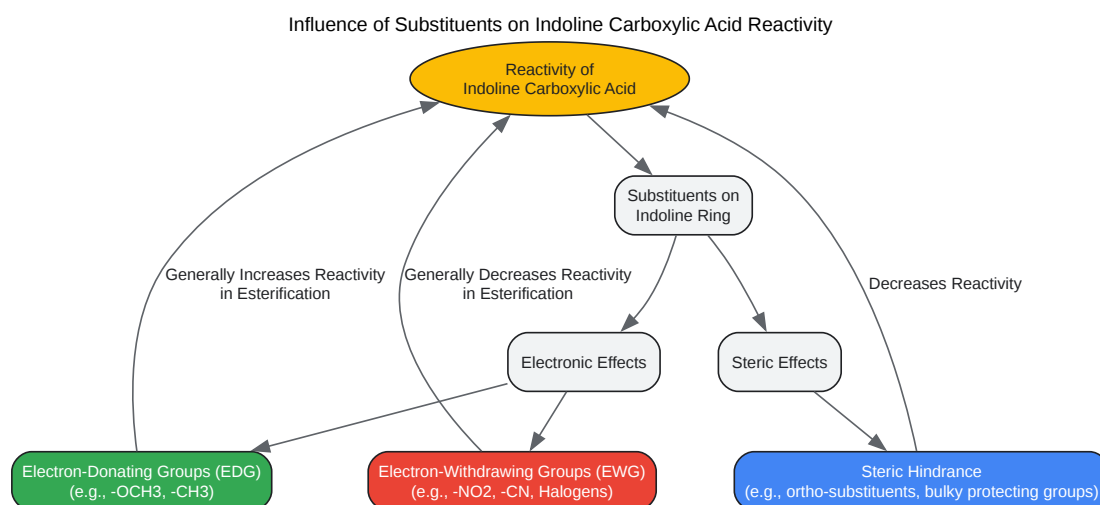 Influence of Substituents on Indoline Carboxylic Acid Reactivity
Reactivity of
Indoline Carboxylic Acid
Substituents on
Indoline Ring
Generally Increases Reactivity
in Esterification
Generally Decreases Reactivity
in Esterification
Decreases Reactivity
Electronic Effects
Steric Effects
Electron-Donating Groups (EDG)
(e.g., -OCH3, -CH3)
Electron-Withdrawing Groups (EWG)
(e.g., -NO2, -CN, Halogens)
Steric Hindrance
(e.g., ortho-substituents, bulky protecting groups)